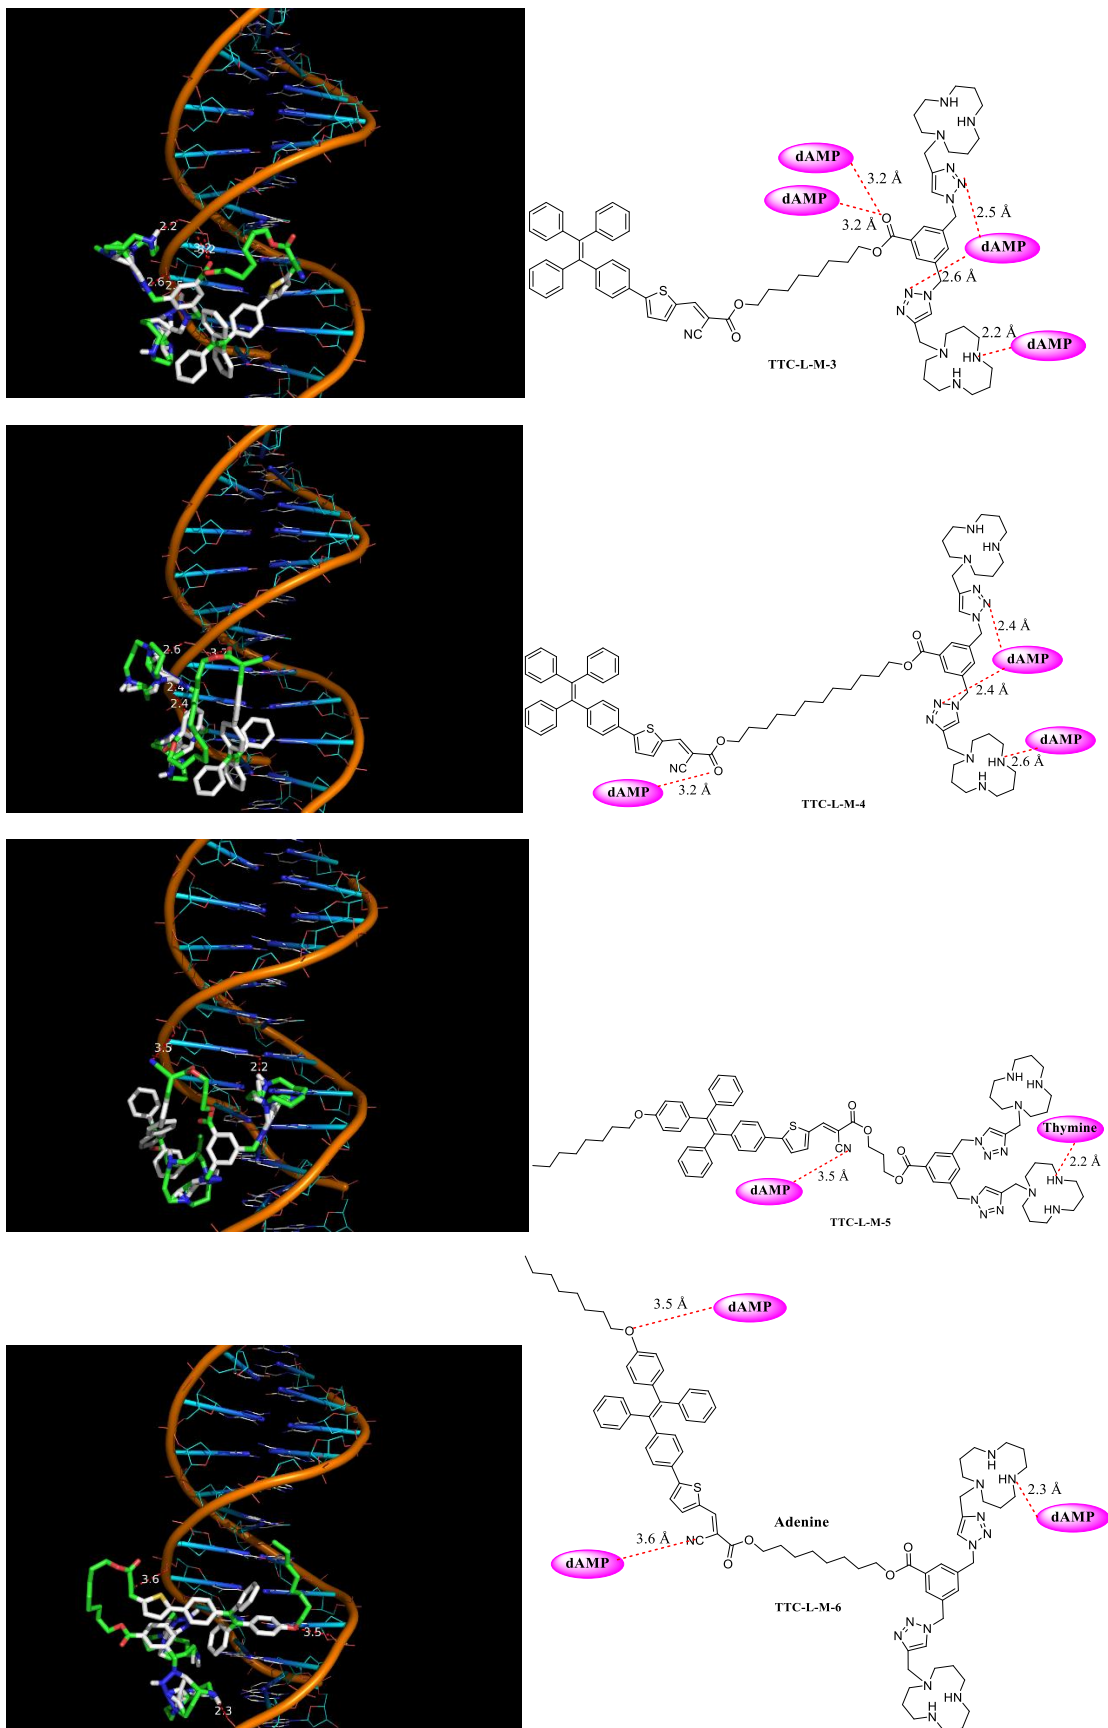 2.2
3.2
2.6
NH
HN
N
dAMP
3.2 Å
N
N
dAMP
N
2.5 Å
3.2 Å
O
O
dAMP
2.6 Å
N
N
N
S
O
NC
O
2.2 Å
N
HN
dAMP
N
H
HN
TTC-L-M-3
2.6
2.4
2.4
NH
HN
N
N
N
N
2.4 Å
O
O
dAMP
2.4 Å
N
N
N
S
O
NC
O
dAMP
3.2 Å
dAMP
N
HN
2.6 Å
N
H
HN
TTC-L-M-4
3.5
2.2
NH
HN
N
Thymine
O
O
N
N
N
O
S
CN
O
O
2.2 Å
HN
3.5 Å
dAMP
N
N
N
N
NH
TTC-L-M-5
3.5 Å
dAMP
O
N
H
HN
N
2.3 Å
dAMP
S
Adenine
N
N
N
3.6 Å
NC
O
O
O
O
dAMP
TTC-L-M-6
N
N
N
N
HN
N
H
3.6
3.5
2.3